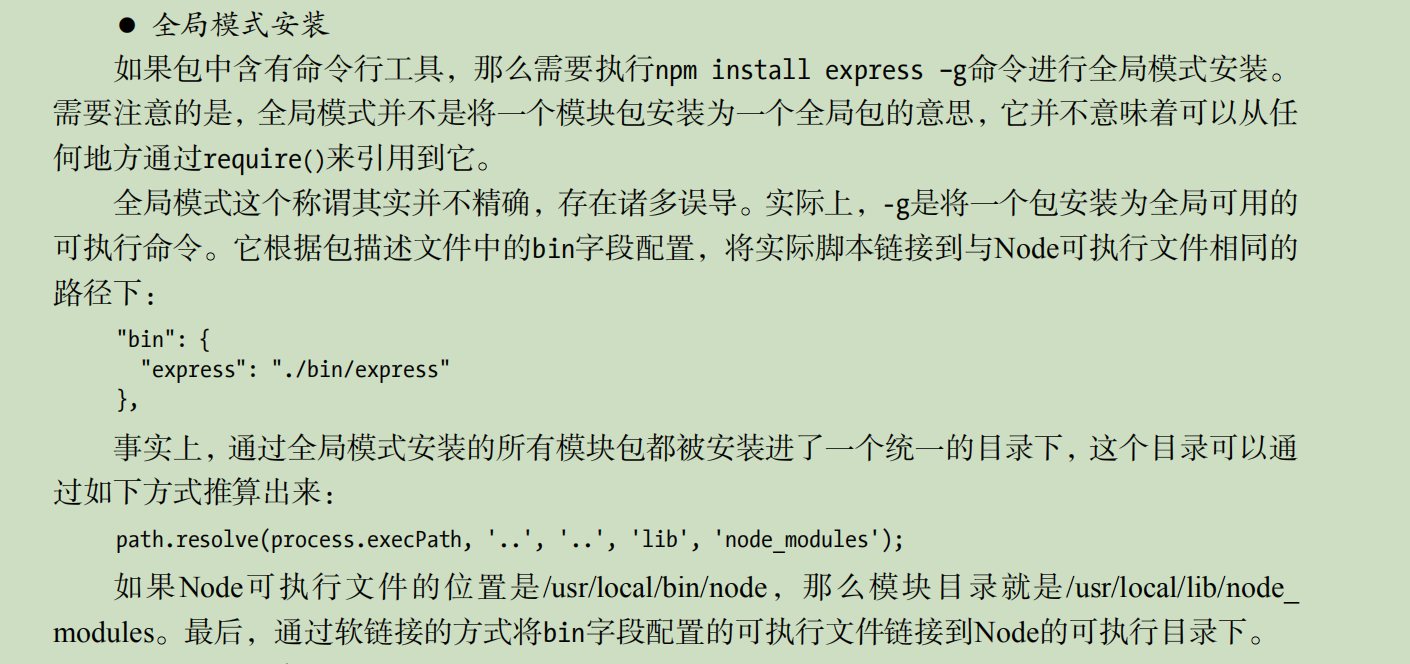 ● 全局模式安装
如果包中含有命令行工具，那么需要执行npm install express –g命令进行全局模式安装。
需要注意的是，全局模式并不是将一个模块包安装为一个全局包的意思，它并不意味着可以从任
何地方通过require()来引用到它。
全局模式这个称谓其实并不精确，存在诸多误导。实际上，-g是将一个包安装为全局可用的
可执行命令。它根据包描述文件中的bin字段配置，将实际脚本链接到与Node可执行文件相同的
路径下：
"bin": {
  "express": "./bin/express"
},
事实上，通过全局模式安装的所有模块包都被安装进了一个统一的目录下，这个目录可以通
过如下方式推算出来：
path.resolve(process.execPath, '..', '..', 'lib', 'node_modules');
如果Node可执行文件的位置是/usr/local/bin/node，那么模块目录就是/usr/local/lib/node_
modules。最后，通过软链接的方式将bin字段配置的可执行文件链接到Node的可执行目录下。